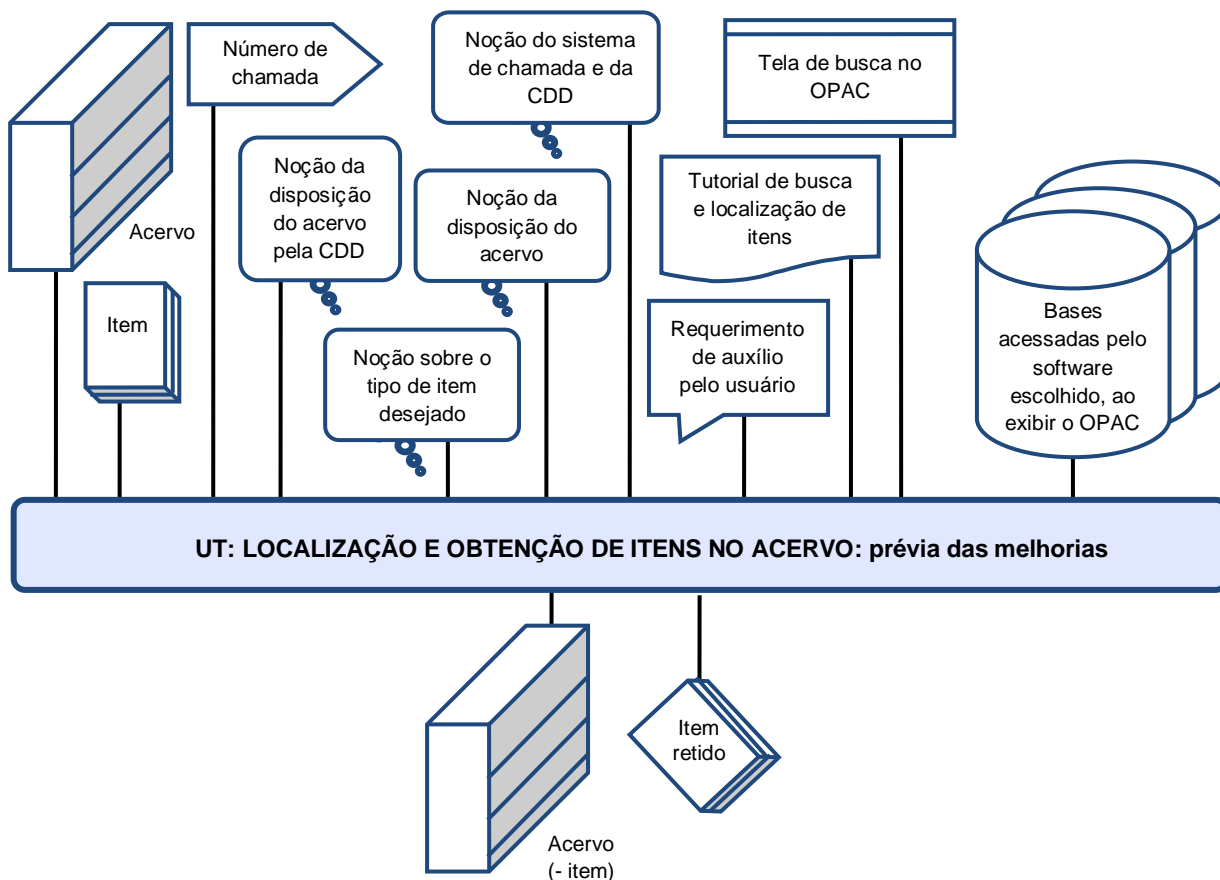 Número de
chamada
Noção do sistema
de chamada e da
CDD
Tela de busca no
OPAC
Acervo
Noção da
disposição
do acervo
pela CDD
Noção da
disposição do
acervo
Tutorial de busca
e localização de
itens
Item
Noção sobre o
tipo de item
desejado
Requerimento
de auxílio
pelo usuário
Bases
acessadas pelo
software
escolhido, ao
exibir o OPAC
UT: LOCALIZAÇÃO E OBTENÇÃO DE ITENS NO ACERVO: prévia das melhorias
Item
retido
Acervo
(- item)